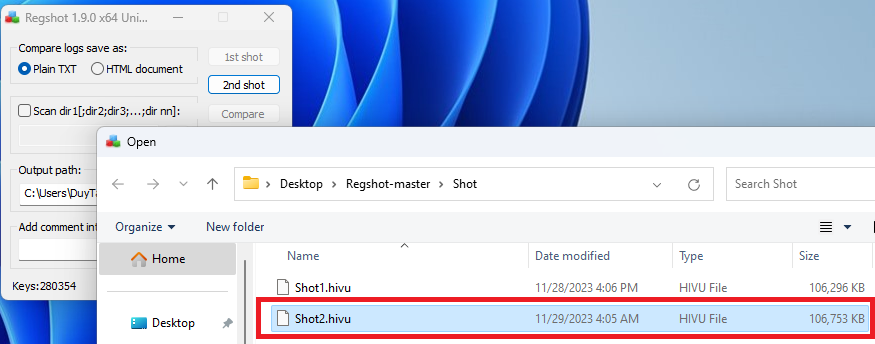 Regshot 1.9.0 x64 Uni...
Compare logs save as:
Plain TXT HTML document
1st shot
2nd shot
Scan dir1[;dir2;dir3;...;dir nn]:
Compare
Output path:
C:\Users\DuyTa
Add comment int
Keys:280354
Open
Desktop > Regshot-master > Shot
Search Shot
Organize New folder
Home
Desktop
Name Date modified Type Size
Shot1.hivu 11/28/2023 4:06 PM HIVU File 106,296 KB
Shot2.hivu 11/29/2023 4:05 AM HIVU File 106,753 KB